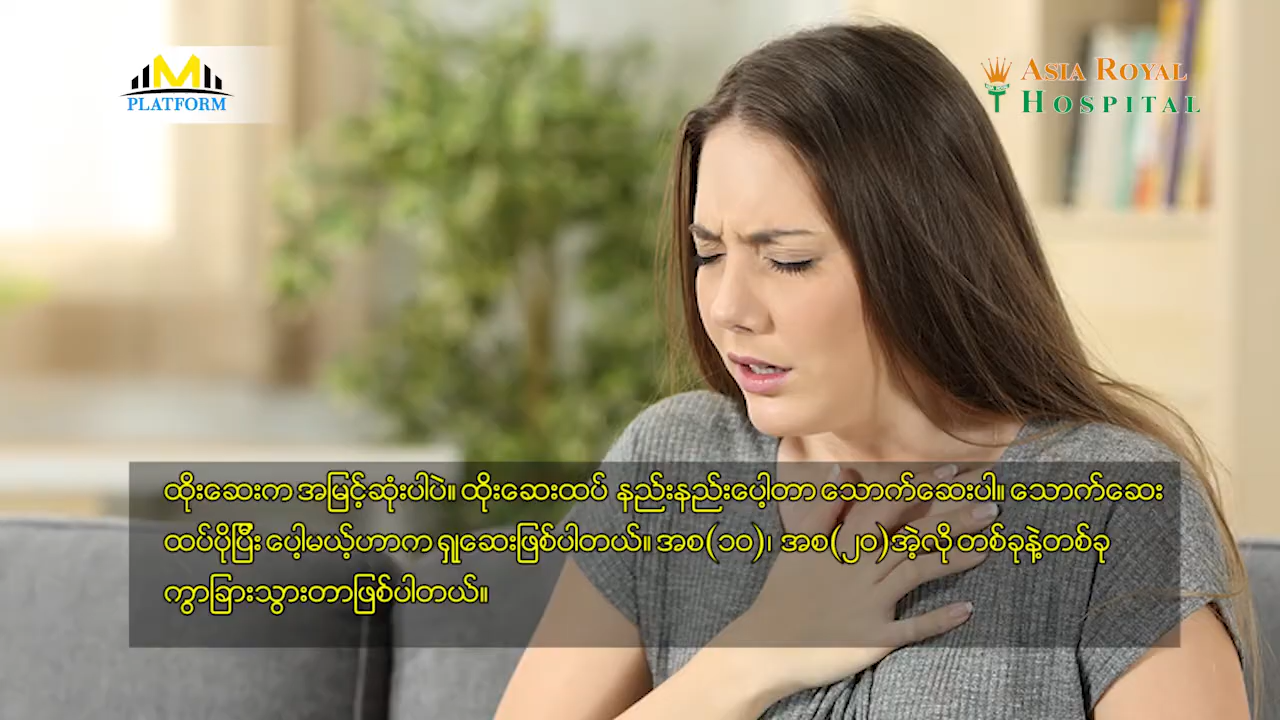 M
PLATFORM
ASIA ROYAL
HOSPITAL
ထိုးဆေးက အမြင့်ဆုံးပါပဲ။ ထိုးဆေးထပ် နည်းနည်းပေ့ါတာ သောက်ဆေးပါ။ သောက်ဆေး
ထပ်ပိုပြီး ပေ့ါမယ့်ဟာက ရှူဆေးဖြစ်ပါတယ်။ အစ(၁၀)၊ အစ(၂၀)အဲ့လို တစ်ခုနဲ့တစ်ခု
ကွာခြားသွားတာဖြစ်ပါတယ်။